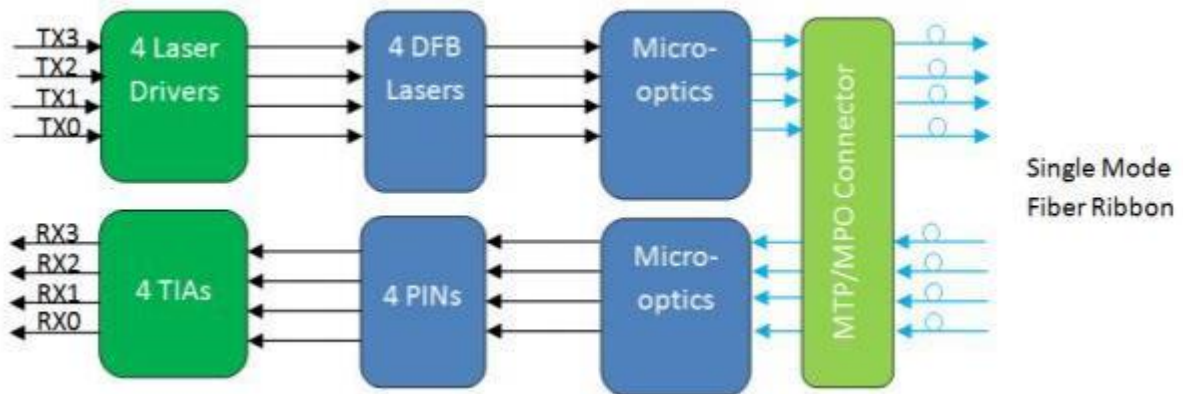 TX3
TX2
TX1
TX0
4 Laser
Drivers
4 DFB
Lasers
Micro-
optics
MTP/MPO Connector
Single Mode
Fiber Ribbon
RX3
RX2
RX1
RX0
4 TIAs
4 PINs
Micro-
optics